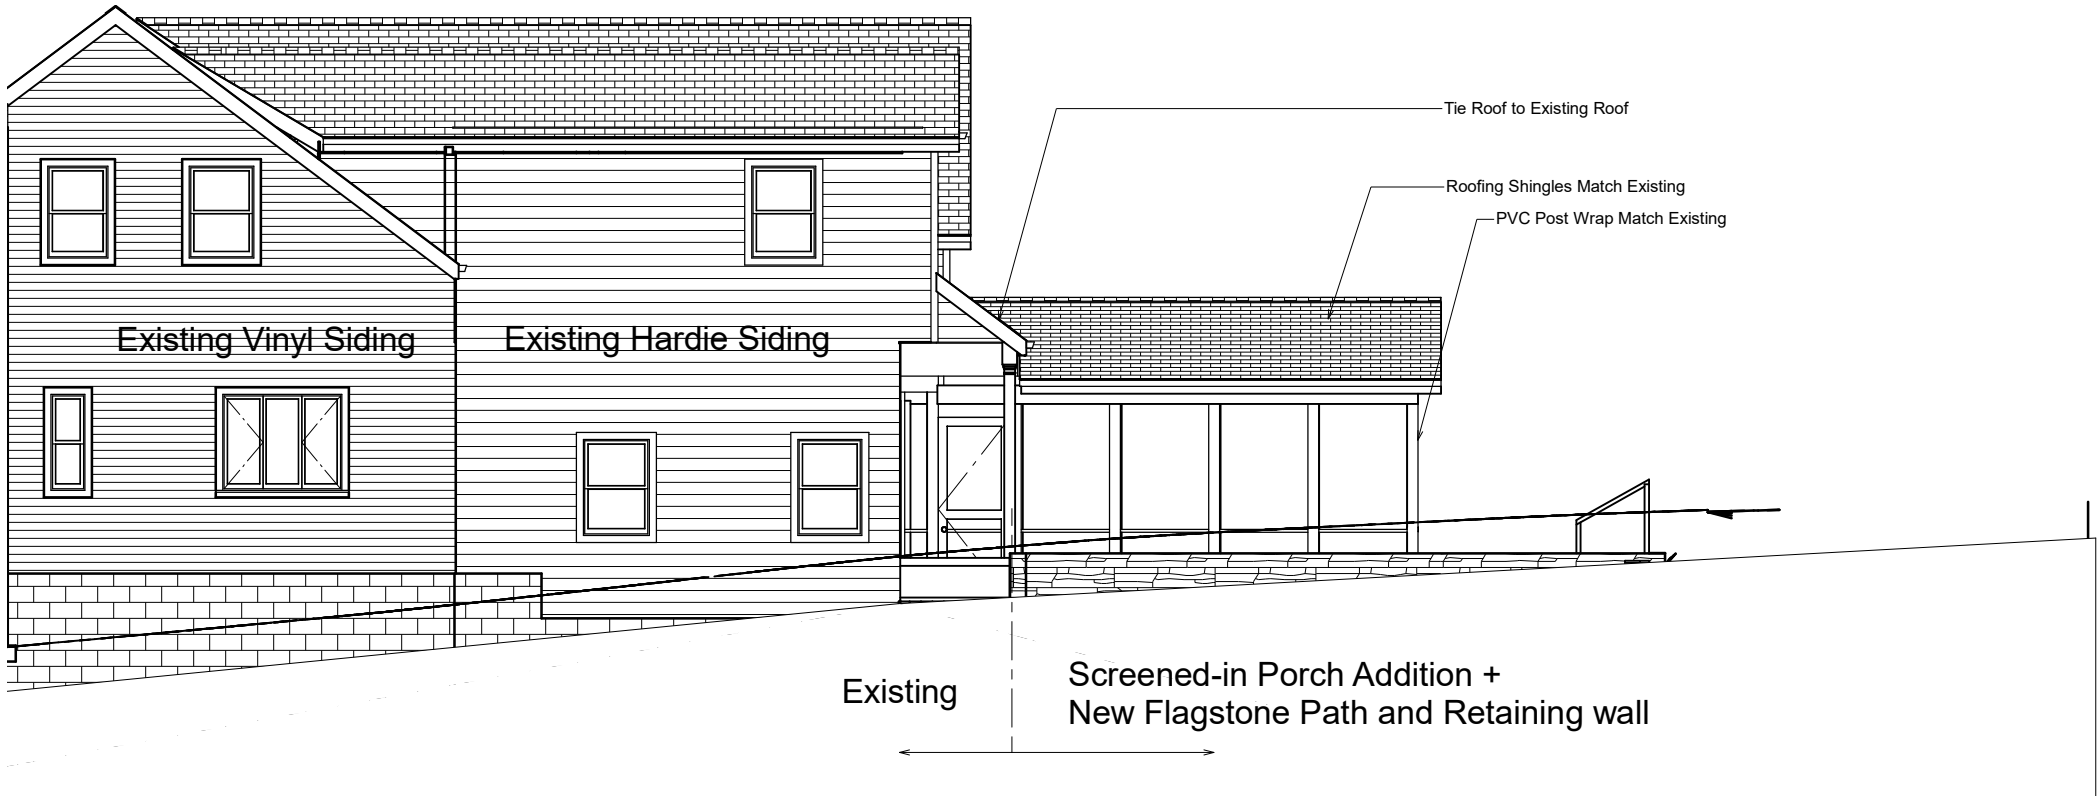 Tie Roof to Existing Roof
Roofing Shingles Match Existing
PVC Post Wrap Match Existing
Existing Vinyl Siding
Existing Hardie Siding
Existing
Screened-in Porch Addition +
New Flagstone Path and Retaining wall